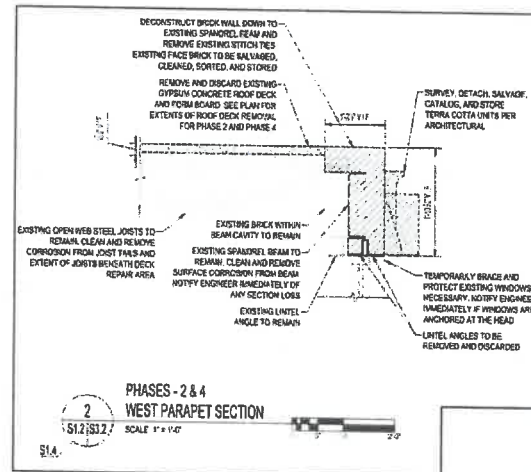 DECONSTRUCT BRICK WALL DOWN TO
EXISTING SPANDREL BEAM AND
REMOVE EXISTING STITCH TIES
EXISTING FACE BRICK TO BE SALVAGED,
CLEANED, SORTED, AND STORED
REMOVE AND DISCARD EXISTING
GYPSUM CONCRETE ROOF DECK
AND FORM BOARD SEE PLAN FOR
EXTENTS OF ROOF DECK REMOVAL
FOR PHASE 2 AND PHASE 4
SURVEY, DETACH, SALVAGE,
CATALOG, AND STORE
TERRA COTTA UNITS PER
ARCHITECTURAL
EXISTING OPEN WEB STEEL JOISTS TO
REMAIN. CLEAN AND REMOVE
CORROSION FROM JOIST TAILS AND
EXTENT OF JOISTS BENEATH DECK
REPAIR AREA
EXISTING BRICK WITHIN
BEAM CAVITY TO REMAIN
EXISTING SPANDREL BEAM TO
REMAIN. CLEAN AND REMOVE
SURFACE CORROSION FROM BEAM
NOTIFY ENGINEER IMMEDIATELY OF
ANY SECTION LOSS
EXISTING LINTEL
ANGLE TO REMAIN
TEMPORARILY BRACE AND
PROTECT EXISTING WINDOWS
NECESSARY. NOTIFY ENGINEE
IMMEDIATELY IF WINDOWS ARE
ANCHORED AT THE HEAD
LINTEL ANGLES TO BE
REMOVED AND DISCARDED
PHASES - 2 & 4
2 WEST PARAPET SECTION
S1.2 S3.2 SCALE 1" = 1'-0"
S1.4